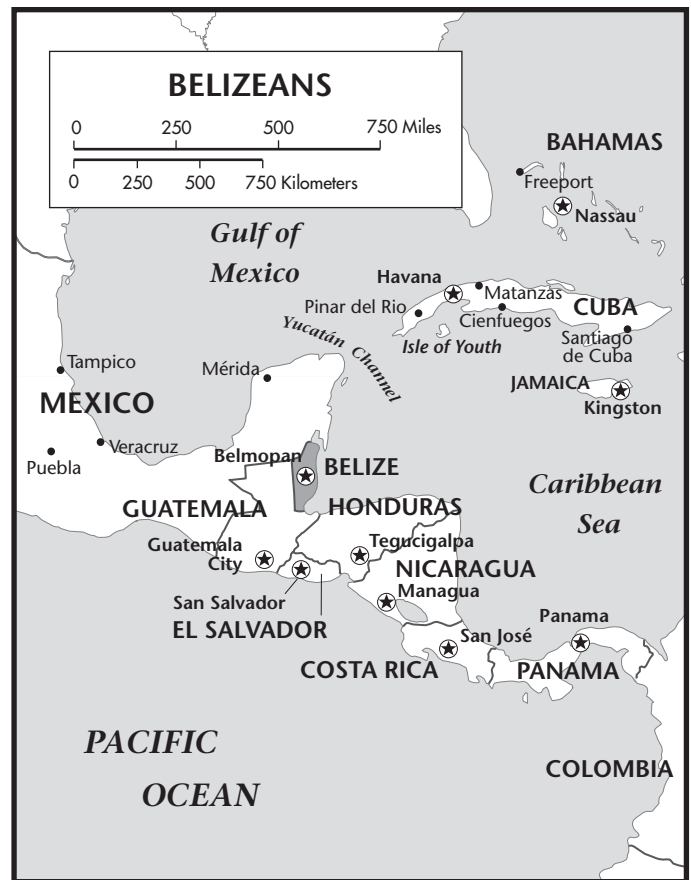 BELIZEANS
0 250 500 750 Miles
0 250 500 750 Kilometers
BAHAMAS
Freeport
Nassau
Gulf of
Mexico
Havana
Matanzas
Pinar del Rio
Cienfuegos
CUBA
Isle of Youth
Santiago
de Cuba
Yucatán Channel
Tampico
Mérida
JAMAICA
Kingston
MEXICO
Veracruz
Puebla
Belmopan
BELIZE
Caribbean
Sea
GUATEMALA
HONDURAS
Guatemala
City
Tegucigalpa
NICARAGUA
Managua
San Salvador
EL SALVADOR
Panama
San José
COSTA RICA
PANAMA
PACIFIC
OCEAN
COLOMBIA